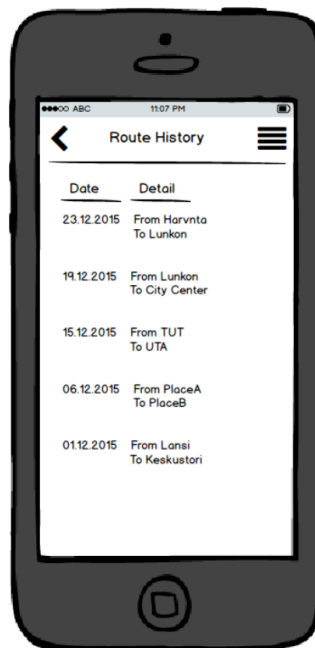 ABC 11:07 PM
Route History
Date Detail
23.12.2015 From Harvnta
To Lunkon
19.12.2015 From Lunkon
To City Center
15.12.2015 From TUT
To UTA
06.12.2015 From PlaceA
To PlaceB
01.12.2015 From Lansi
To Keskustori